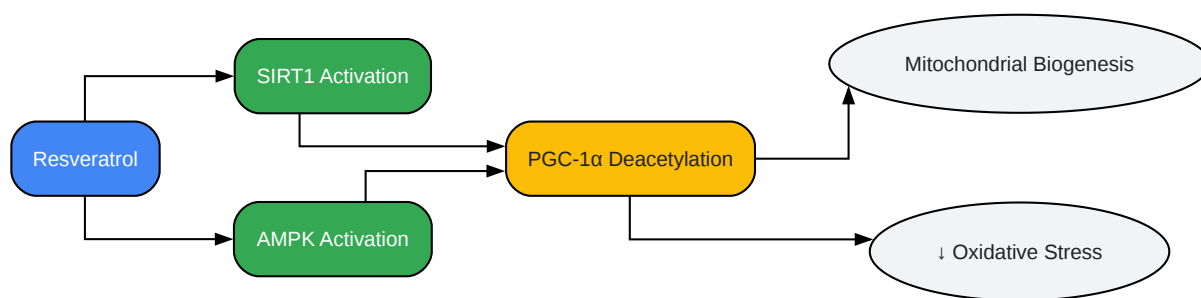 Resveratrol
SIRT1 Activation
AMPK Activation
PGC-1α Deacetylation
Mitochondrial Biogenesis
↓ Oxidative Stress